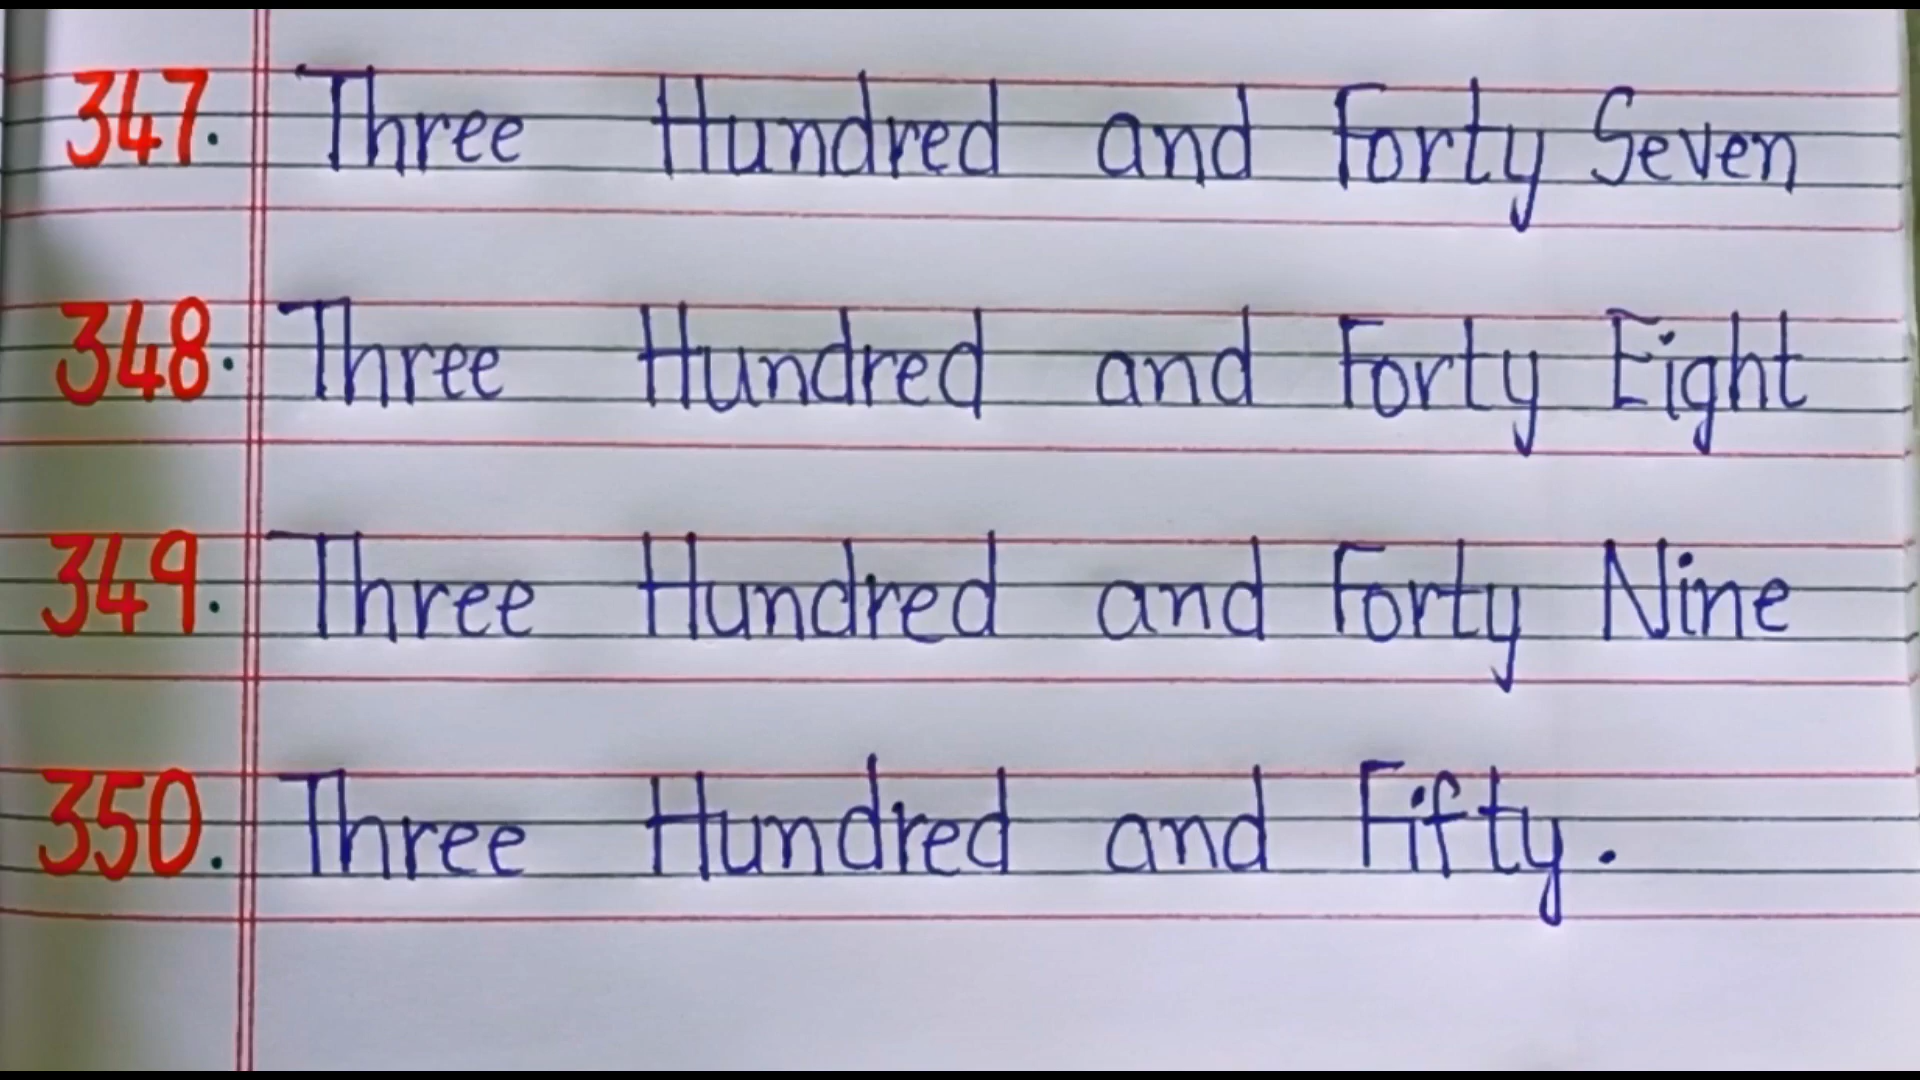 347. Three Hundred and Forty Seven
348. Three Hundred and Forty Eight
349. Three Hundred and Forty Nine
350. Three Hundred and Fifty.